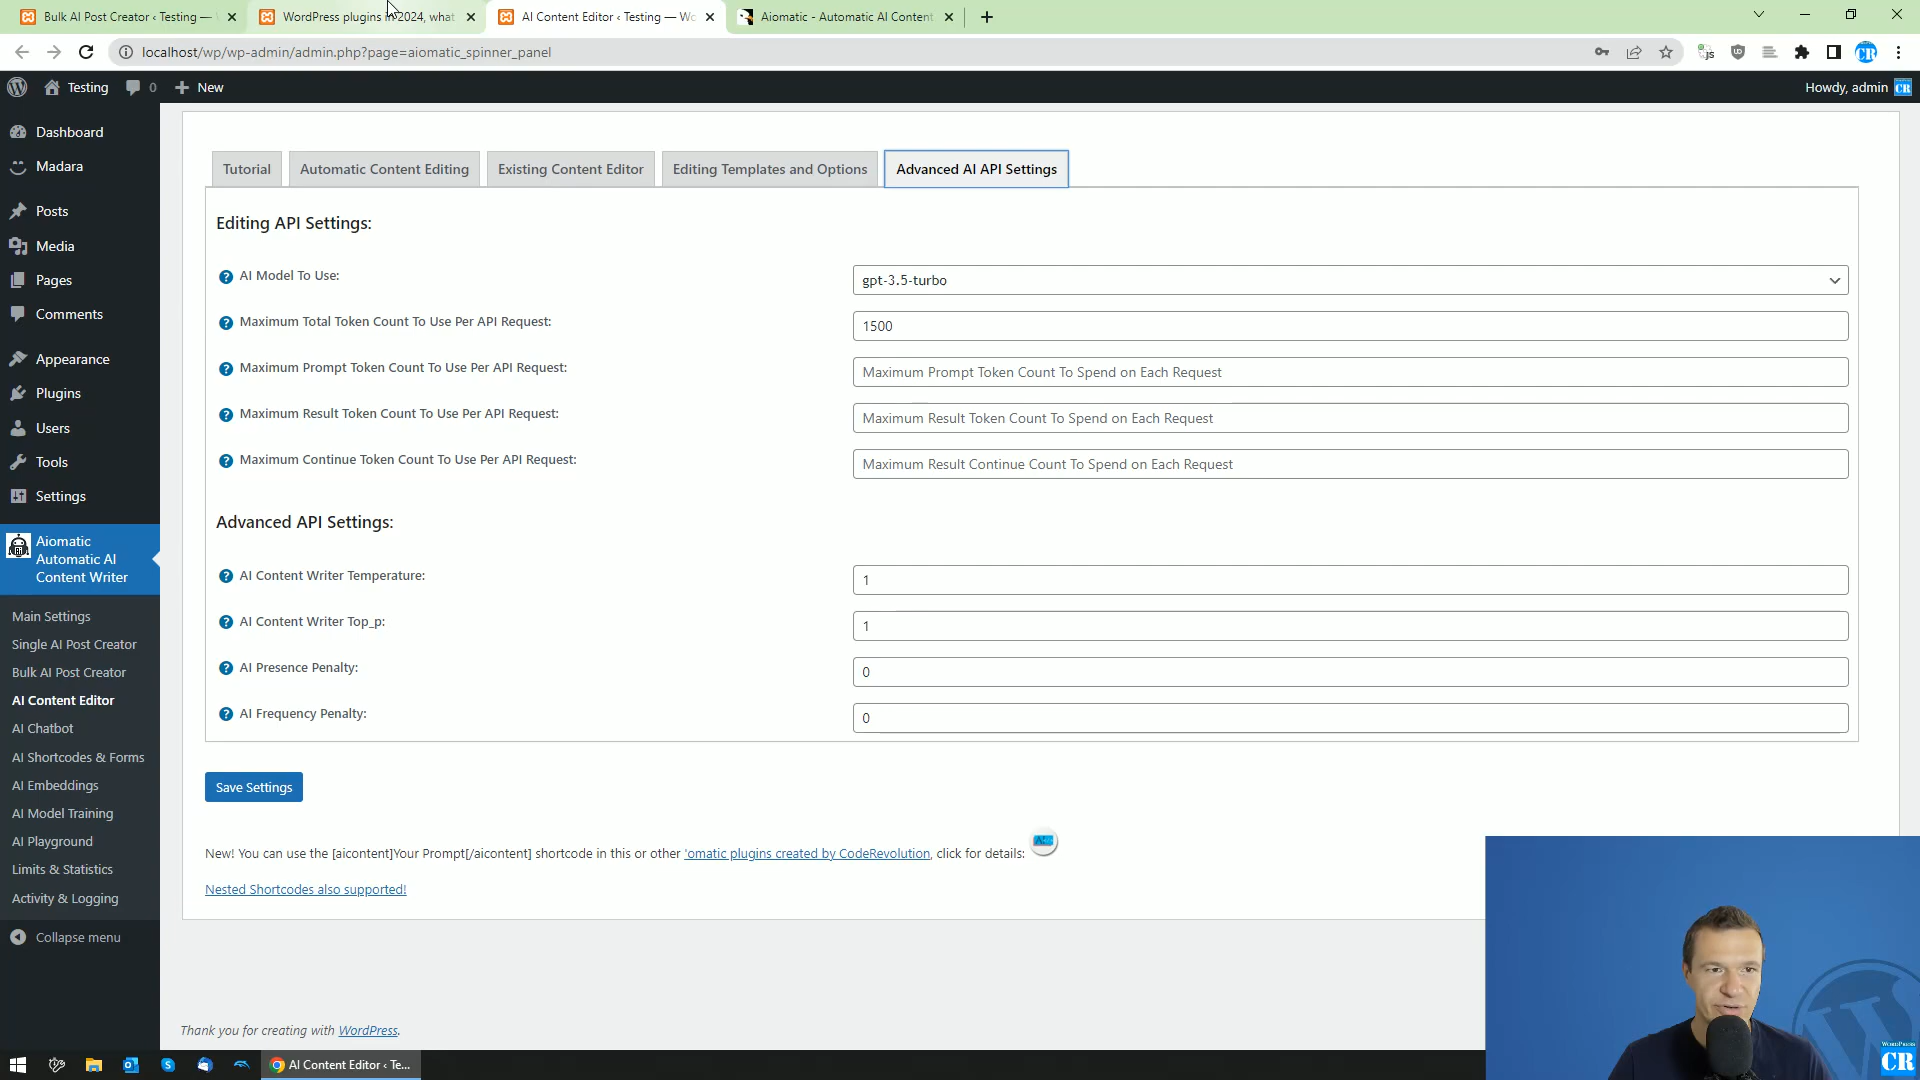 Bulk AI Post Creator ‹ Testing —
WordPress plugins in 2024, what
AI Content Editor ‹ Testing — Wo
Aiomatic - Automatic AI Content
localhost/wp/wp-admin/admin.php?page=aiomatic_spinner_panel
Testing
0
New
Howdy, admin
Dashboard
Madara
Posts
Media
Pages
Comments
Appearance
Plugins
Users
Tools
Settings
Aiomatic
Automatic AI
Content Writer
Main Settings
Single AI Post Creator
Bulk AI Post Creator
AI Content Editor
AI Chatbot
AI Shortcodes & Forms
AI Embeddings
AI Model Training
AI Playground
Limits & Statistics
Activity & Logging
Collapse menu
Tutorial
Automatic Content Editing
Existing Content Editor
Editing Templates and Options
Advanced AI API Settings
Editing API Settings:
AI Model To Use:
gpt-3.5-turbo
Maximum Total Token Count To Use Per API Request:
1500
Maximum Prompt Token Count To Use Per API Request:
Maximum Prompt Token Count To Spend on Each Request
Maximum Result Token Count To Use Per API Request:
Maximum Result Token Count To Spend on Each Request
Maximum Continue Token Count To Use Per API Request:
Maximum Result Continue Count To Spend on Each Request
Advanced API Settings:
AI Content Writer Temperature:
1
AI Content Writer Top_p:
1
AI Presence Penalty:
0
AI Frequency Penalty:
0
Save Settings
New! You can use the [aicontent]Your Prompt[/aicontent] shortcode in this or other 'omatic plugins created by CodeRevolution, click for details:
Nested Shortcodes also supported!
Thank you for creating with WordPress.
AI Content Editor ‹ Te...
WORDPRESS
CR